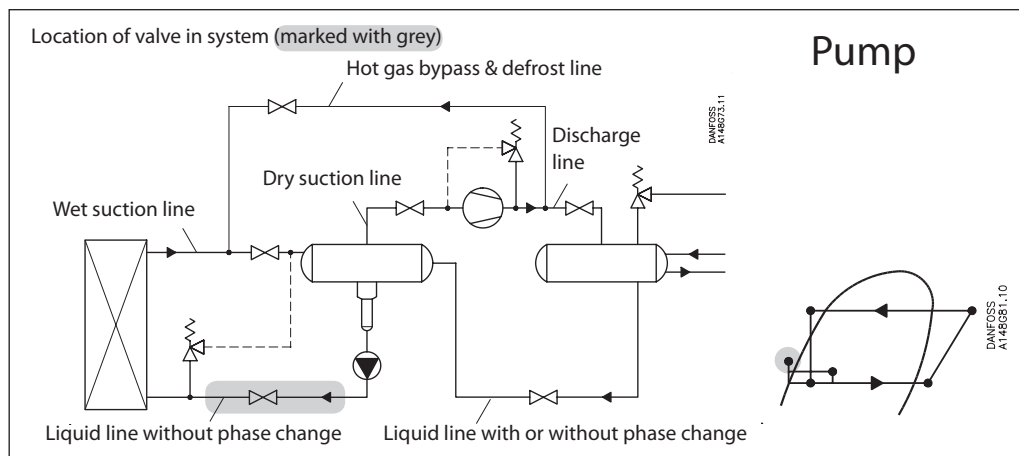 Location of valve in system (marked with grey)
Pump
Hot gas bypass & defrost line
DANFOSS
A148G73.11
Discharge
line
Dry suction line
Wet suction line
DANFOSS
A148G81.10
Liquid line without phase change
Liquid line with or without phase change